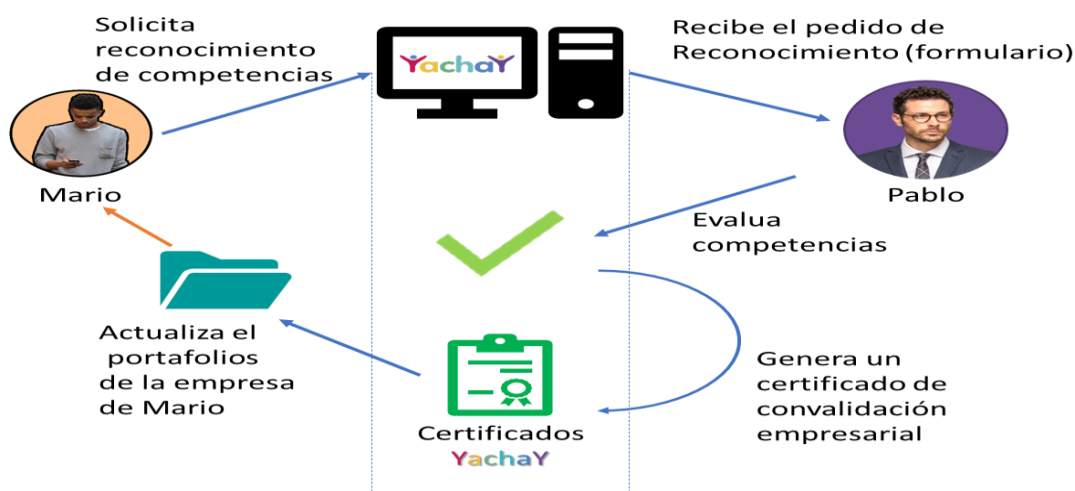 Solicita
reconocimiento
de competencias
YachaY
Recibe el pedido de
Reconocimiento (formulario)
Mario
Pablo
Evalua
competencias
Actualiza el
portafolios
de la empresa
de Mario
Genera un
certificado de
convalidación
empresarial
Certificados
YachaY